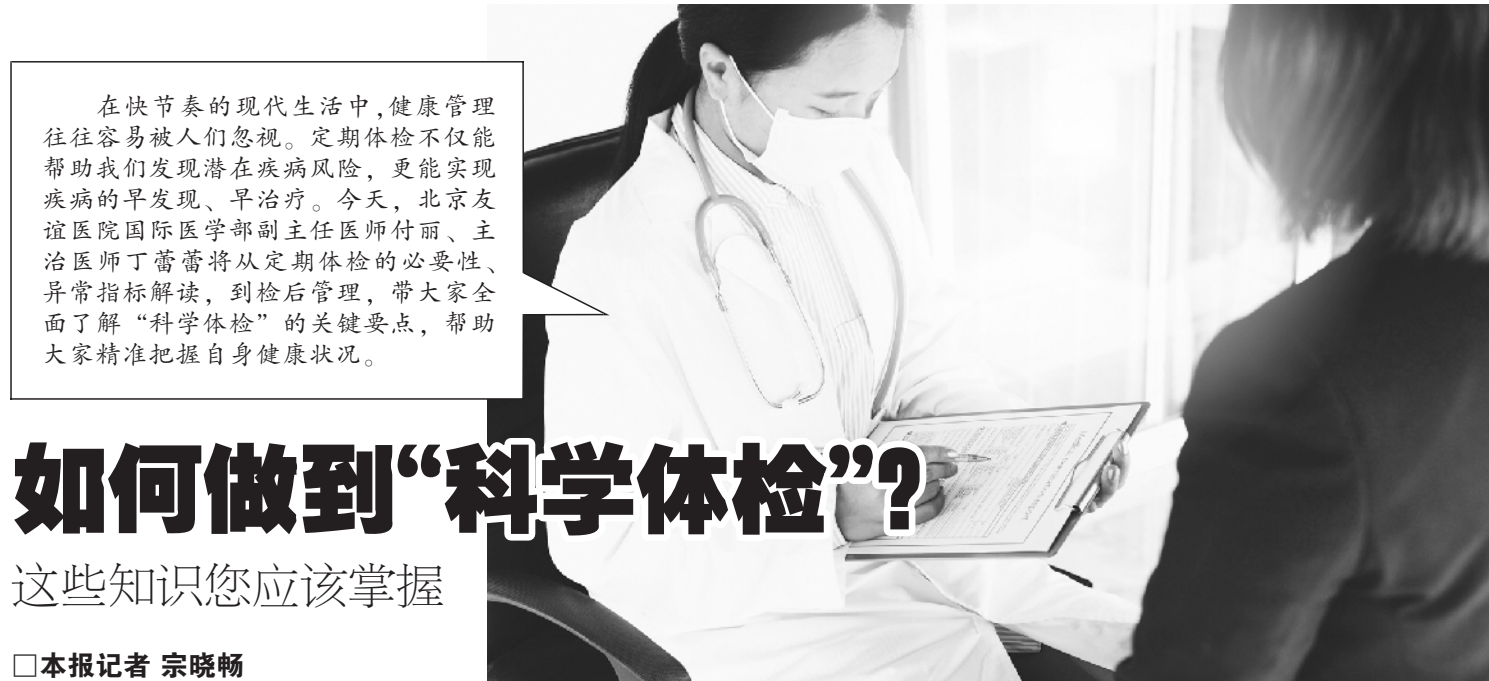 在快节奏的现代生活中,健康管理
往往容易被人们忽视。定期体检不仅能
帮助我们发现潜在疾病风险，更能实现
疾病的早发现、早治疗。今天，北京友
谊医院国际医学部副主任医师付丽、主
治医师丁蕾蕾将从定期体检的必要性、
异常指标解读，到检后管理，带大家全
面了解“科学体检”的关键要点，帮助
大家精准把握自身健康状况。
如何做到“科学体检”?
这些知识您应该掌握
□本报记者 宗晓畅